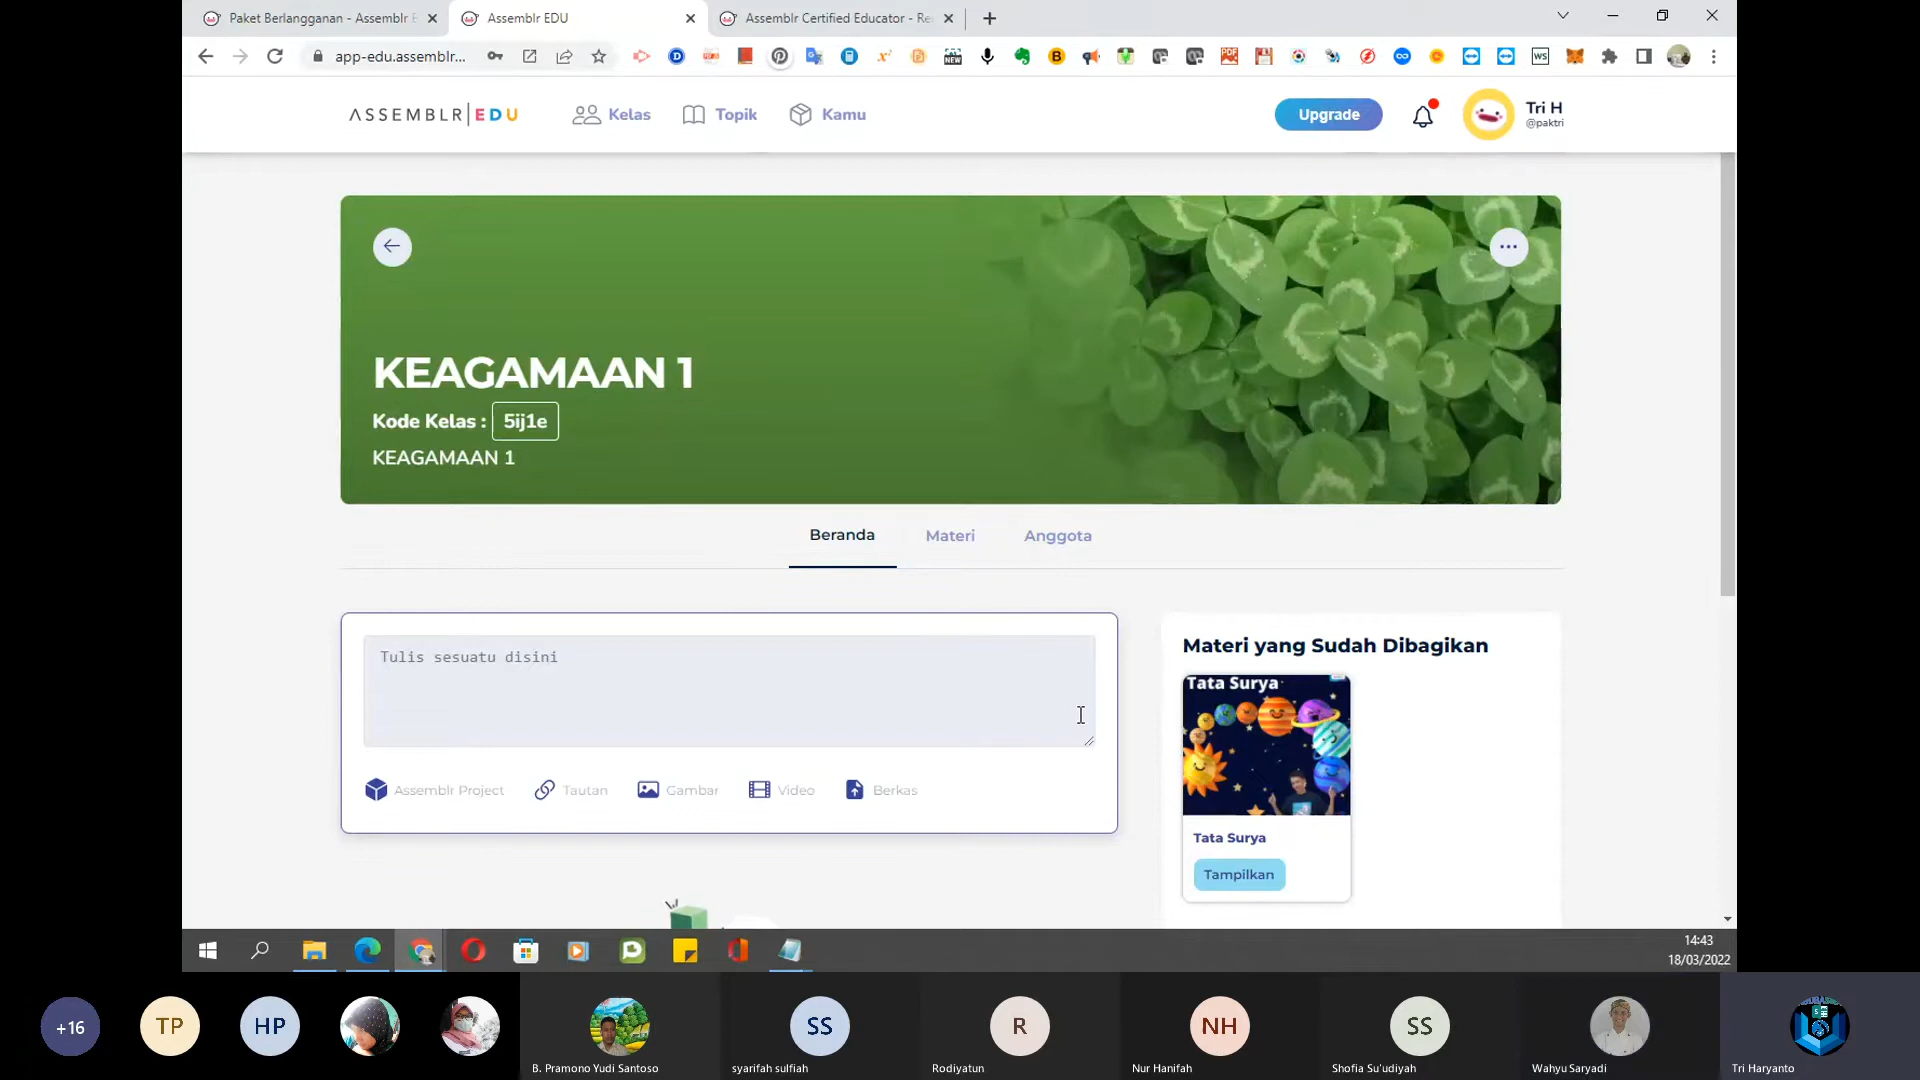 Paket Berlangganan - Assemblr E
Assemblr EDU
Assemblr Certified Educator - Re
app-edu.assemblr...
ASSEMBLR EDU
Kelas
Topik
Kamu
Upgrade
Tri H
@paktri
KEAGAMAAN 1
Kode Kelas : 5ij1e
KEAGAMAAN 1
Beranda
Materi
Anggota
Tulis sesuatu disini
Assemblr Project
Tautan
Gambar
Video
Berkas
Materi yang Sudah Dibagikan
Tata Surya
Tata Surya
Tampilkan
14:43
18/03/2022
+16
TP
HP
SS
R
NH
SS
B. Pramono Yudi Santoso
syarifah sulfiah
Rodiyatun
Nur Hanifah
Shofia Su'udiyah
Wahyu Saryadi
Tri Haryanto